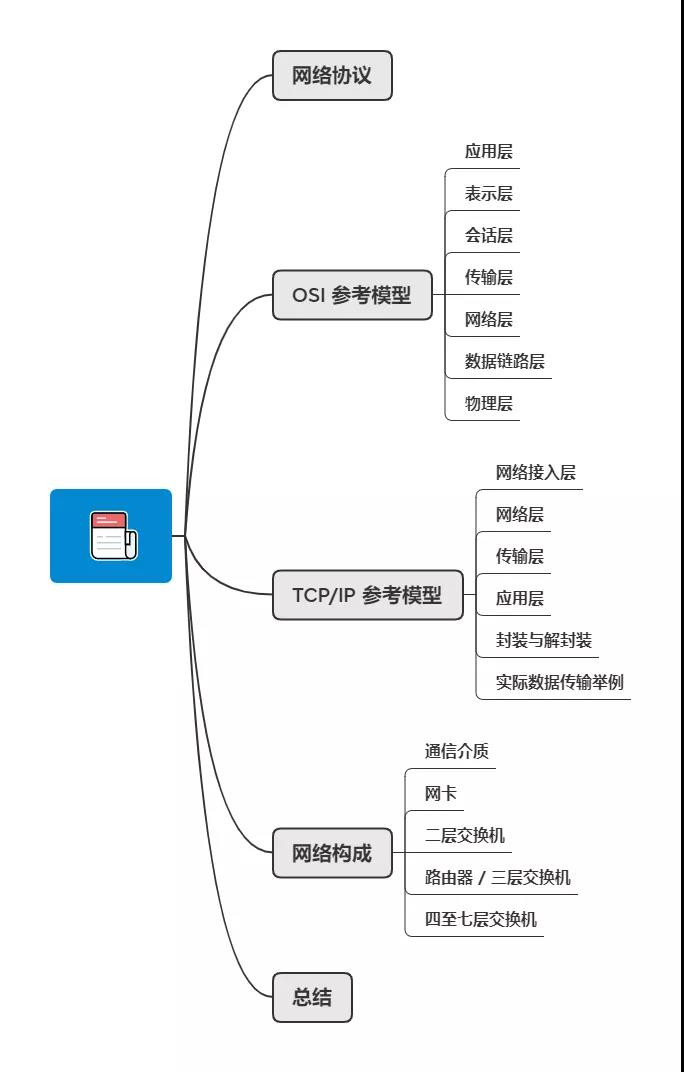 网络协议
应用层
表示层
会话层
OSI 参考模型
传输层
网络层
数据链路层
物理层
网络接入层
网络层
传输层
TCP/IP 参考模型
应用层
封装与解封装
实际数据传输举例
通信介质
网卡
二层交换机
网络构成
路由器 / 三层交换机
四至七层交换机
总结